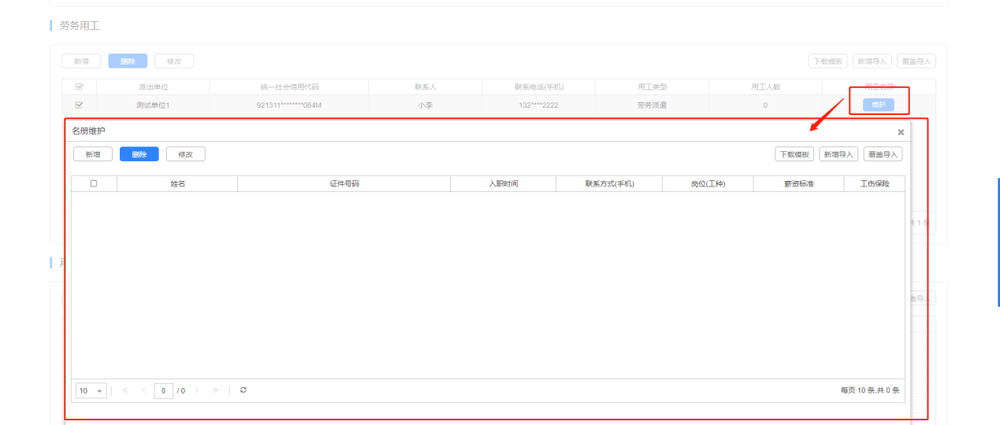 劳务用工
新增 删除 修改 下载模板 新增导入 覆盖导入
派出单位 统一社会信用代码 联系人 联系电话(手机) 用工类型 用工人数 用工名册
测试单位1 921311********084M 小李 132****2222 劳务派遣 0 维护
名册维护
新增 删除 修改 下载模板 新增导入 覆盖导入
姓名 证件号码 入职时间 联系方式(手机) 岗位(工种) 薪资标准 工伤保险
共 1 条
盖导入
10 0 / 0 每页 10 条,共 0 条